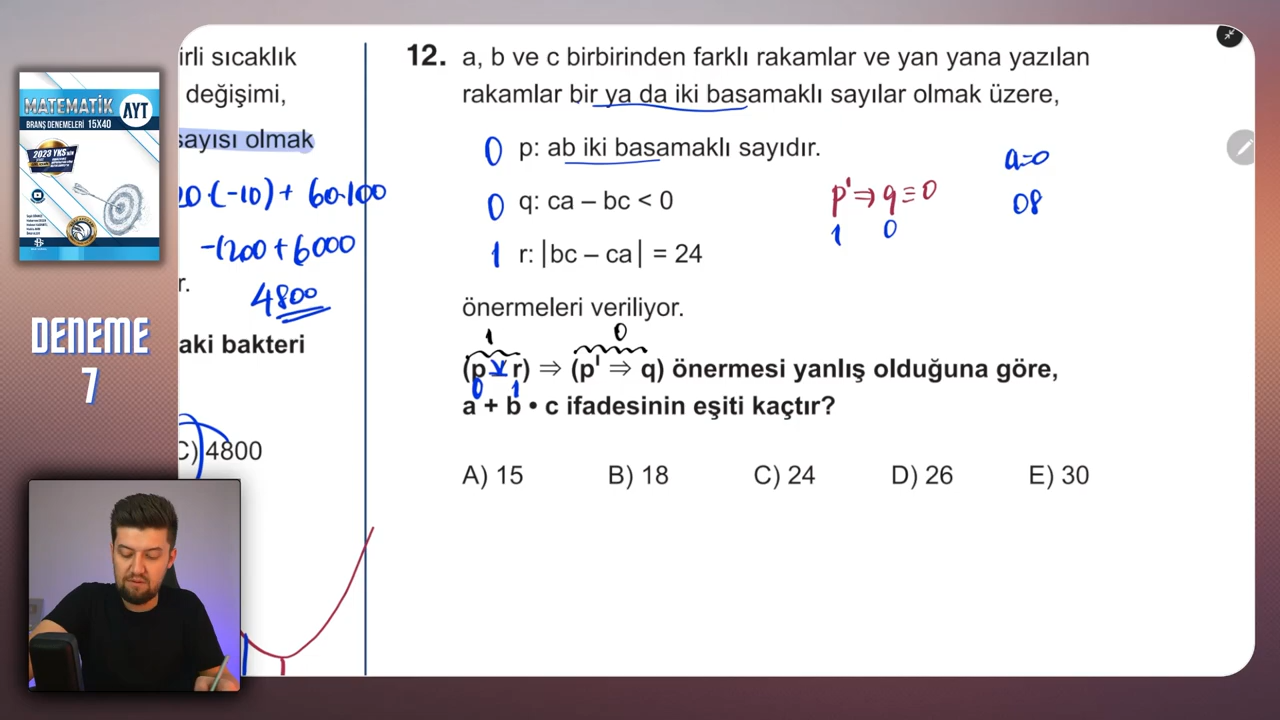 MATEMATİK
AYT
BRANŞ DENEMELERİ 15X40
2023 YKS'NİN
DENEME
7
irli sıcaklık
değişimi,
sayısı olmak
20·(-10) + 60·100
-1200 + 6000
r.
4800
aki bakteri
C) 4800
12. a, b ve c birbirinden farklı rakamlar ve yan yana yazılan
rakamlar bir ya da iki basamaklı sayılar olmak üzere,
0 p: ab iki basamaklı sayıdır.
0 q: ca – bc < 0
1 r: |bc – ca| = 24
p' ⇒ q ≡ 0
1 0
a=0
08
önermeleri veriliyor.
1 0
(p ⊻ r) ⇒ (p' ⇒ q) önermesi yanlış olduğuna göre,
0 1
a + b • c ifadesinin eşiti kaçtır?
A) 15 B) 18 C) 24 D) 26 E) 30